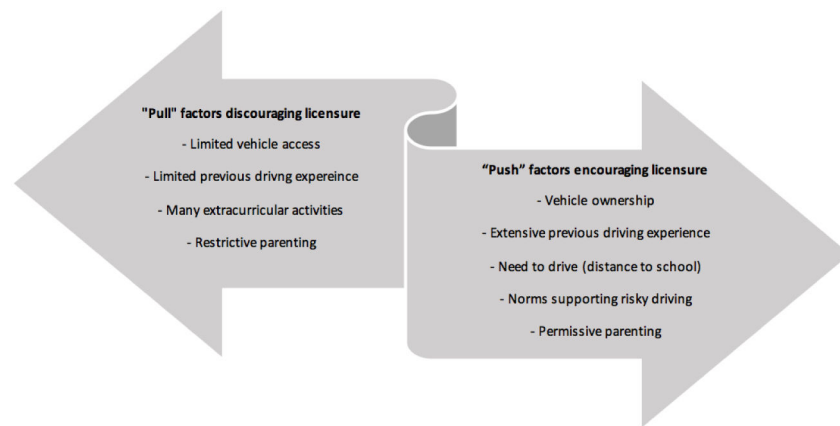 "Pull" factors discouraging licensure
- Limited vehicle access
- Limited previous drivng expereince
- Many extracurricular activities
- Restrictive parenting
“Push” factors encouraging licensure
- Vehicle ownership
- Extensive previous driving experience
- Need to drive (distance to school)
- Norms supporting risky driving
- Permissive parenting